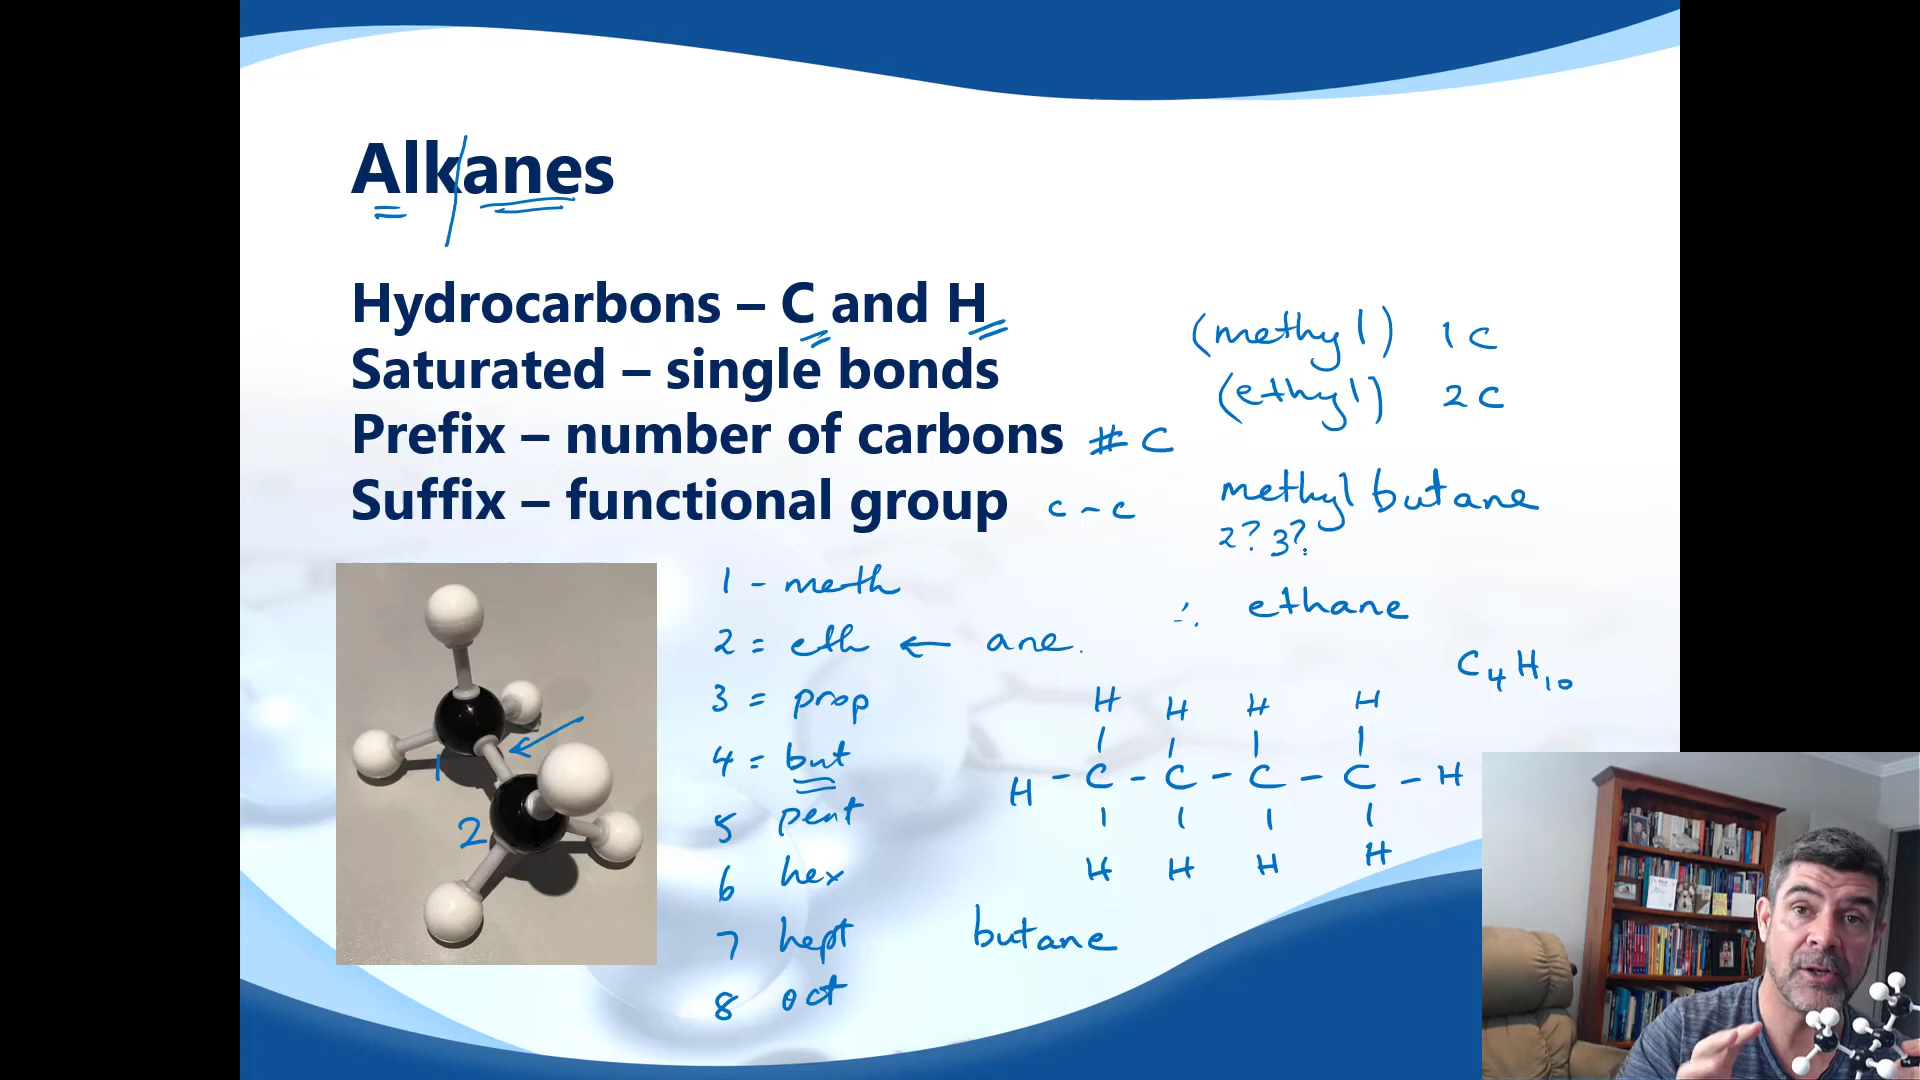 Alkanes
Hydrocarbons – C and H
Saturated – single bonds
Prefix – number of carbons # C
Suffix – functional group C - C
(methyl) 1 C
(ethyl) 2 C
methyl butane
2? 3?
∴ ethane
1 - meth
2 = eth ← ane.
3 = prop
4 = but
5 pent
6 hex
7 hept
8 oct
1
2
C4H10
H H H H
H - C - C - C - C - H
H H H H
butane